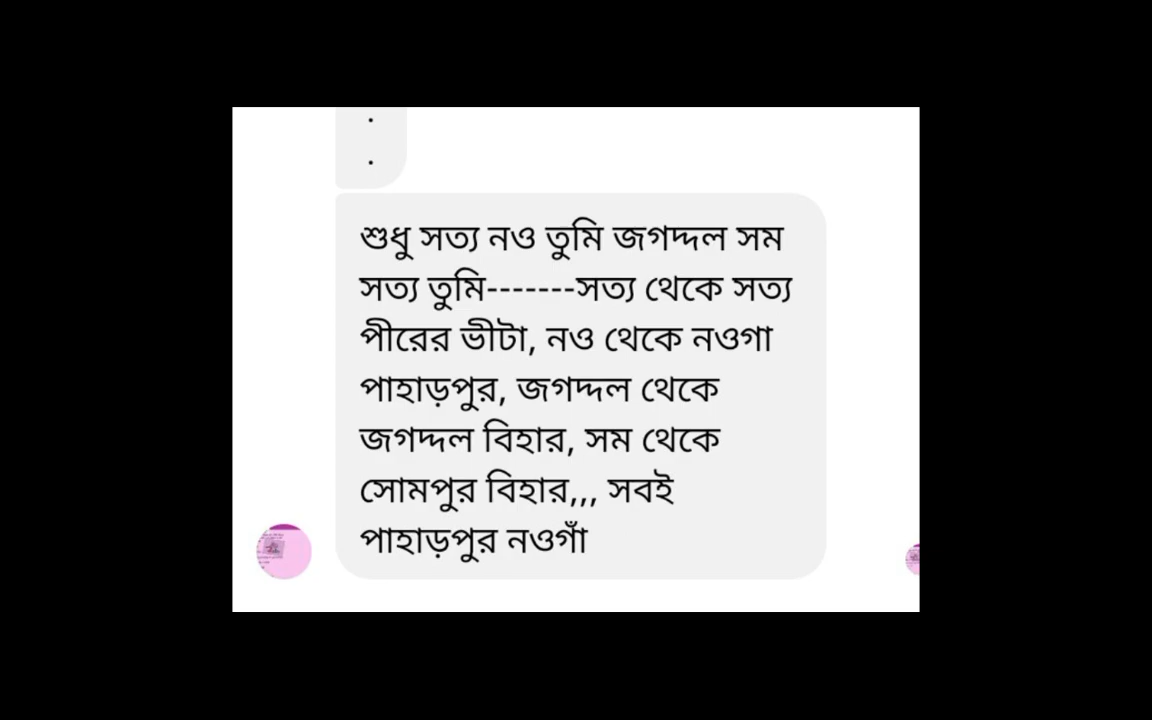 .
.
শুধু সত্য নও তুমি জগদ্দল সম
সত্য তুমি-------সত্য থেকে সত্য
পীরের ভীটা, নও থেকে নওগা
পাহাড়পুর, জগদ্দল থেকে
জগদ্দল বিহার, সম থেকে
সোমপুর বিহার,,, সবই
পাহাড়পুর নওগাঁ